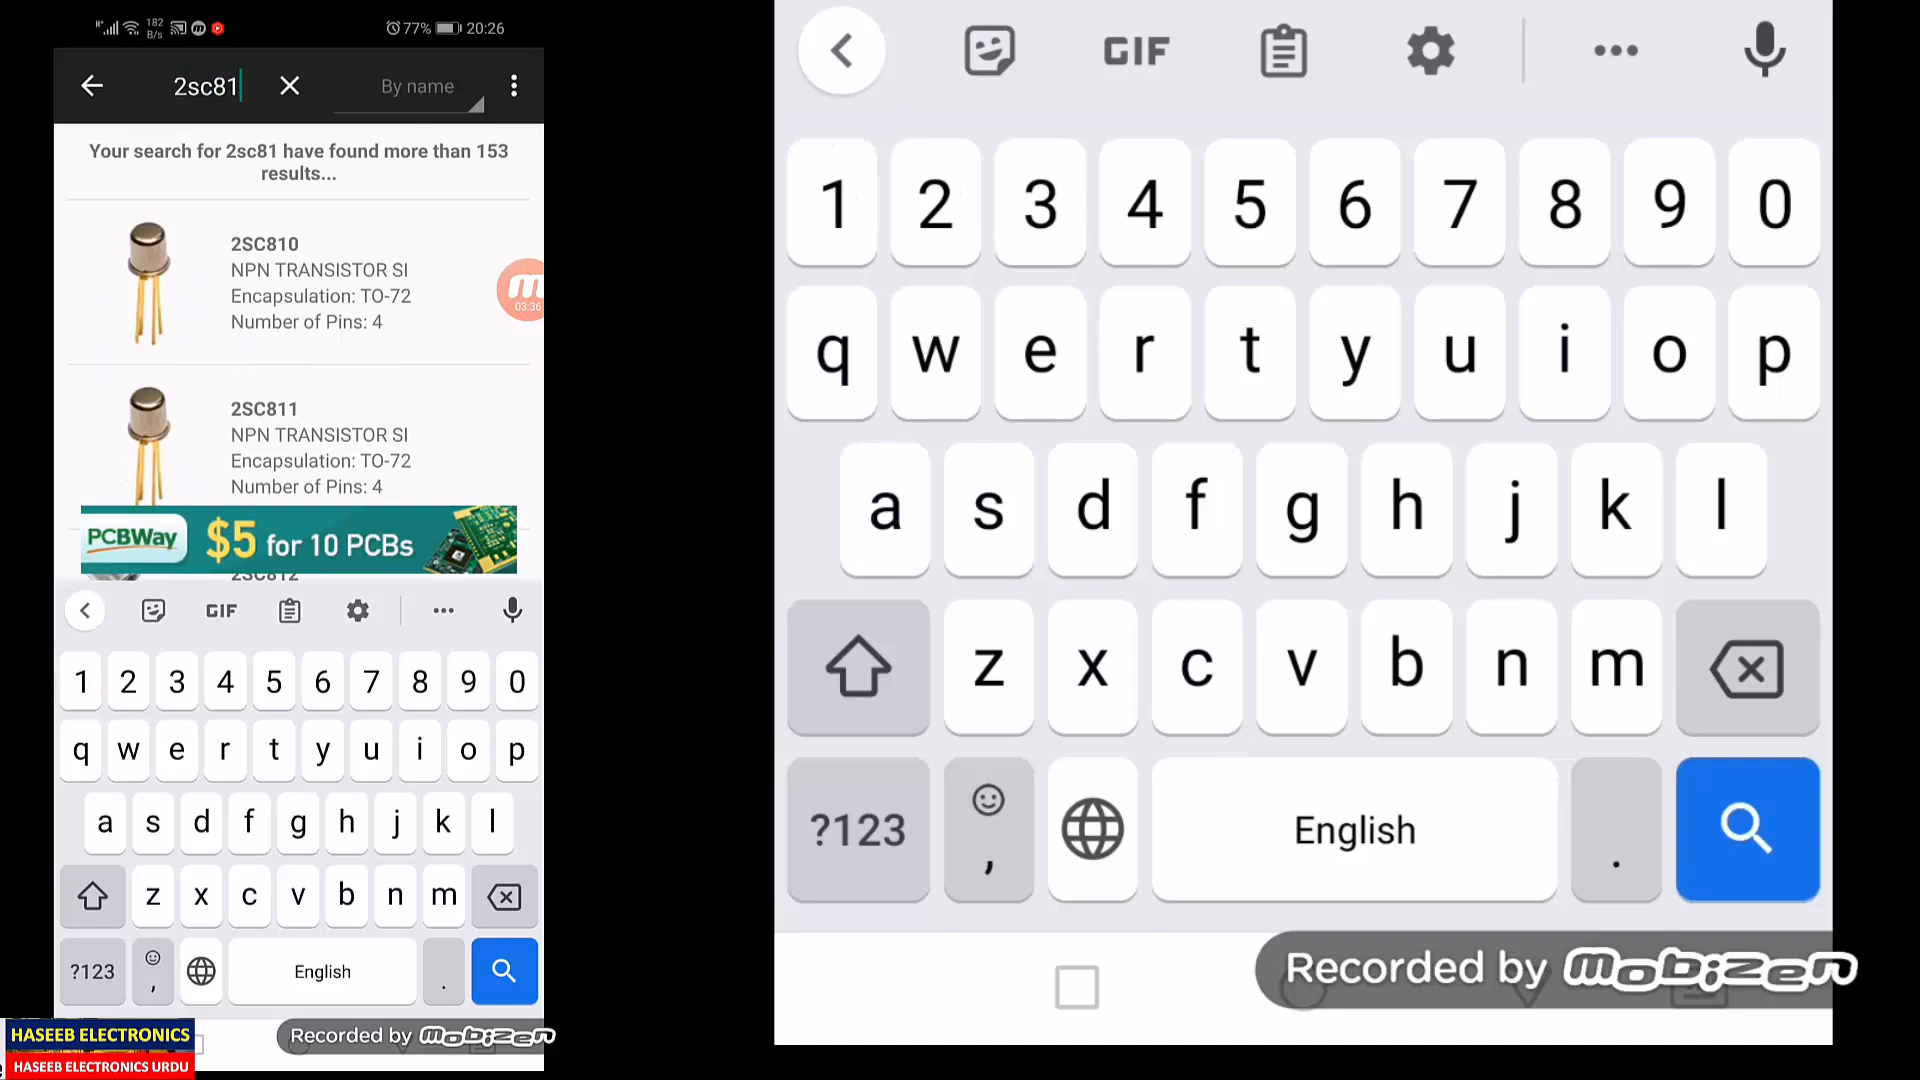 182
B/s
77%
20:26
2sc81
By name
Your search for 2sc81 have found more than 153
results...
2SC810
NPN TRANSISTOR SI
Encapsulation: TO-72
Number of Pins: 4
03:36
2SC811
NPN TRANSISTOR SI
Encapsulation: TO-72
Number of Pins: 4
PCBWay $5 for 10 PCBs
2SC812
GIF
1 2 3 4 5 6 7 8 9 0
q w e r t y u i o p
a s d f g h j k l
z x c v b n m
?123 , English .
Recorded by mobizen
HASEEB ELECTRONICS
HASEEB ELECTRONICS URDU
GIF
1 2 3 4 5 6 7 8 9 0
q w e r t y u i o p
a s d f g h j k l
z x c v b n m
?123 , English .
Recorded by mobizen